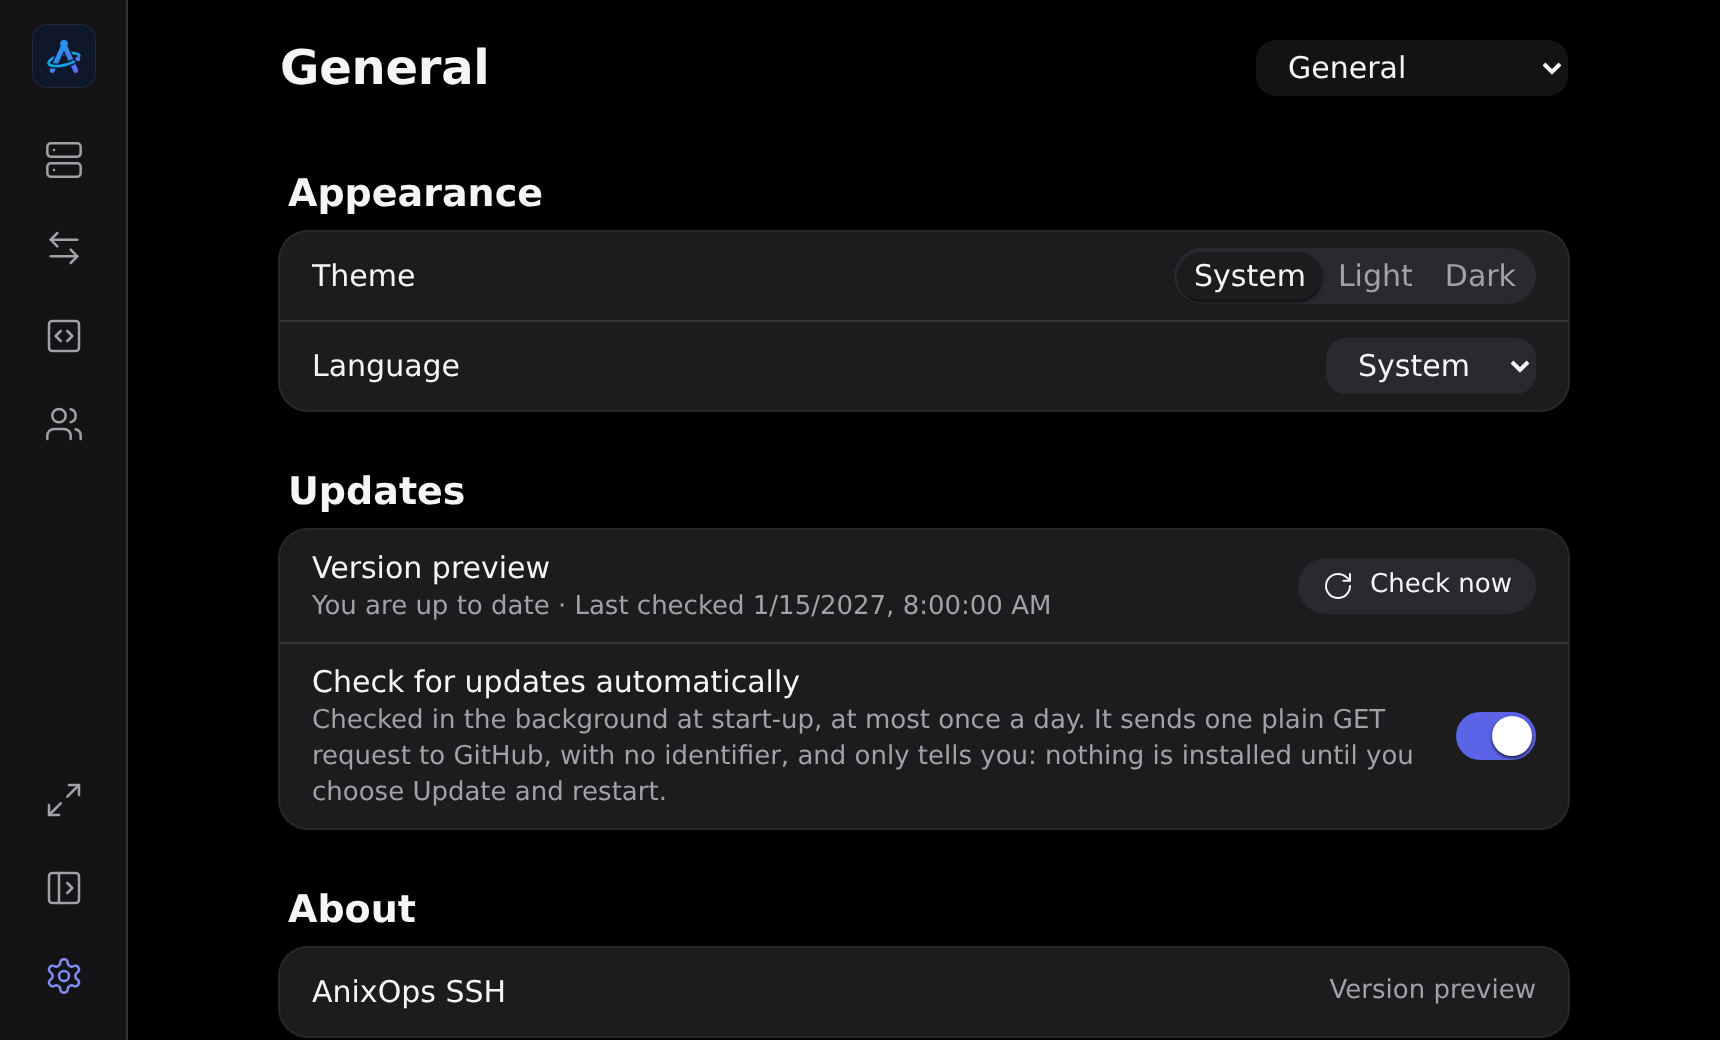 General
General
Appearance
Theme
System Light Dark
Language
System
Updates
Version preview
You are up to date · Last checked 1/15/2027, 8:00:00 AM
Check now
Check for updates automatically
Checked in the background at start-up, at most once a day. It sends one plain GET
request to GitHub, with no identifier, and only tells you: nothing is installed until you
choose Update and restart.
About
AnixOps SSH
Version preview